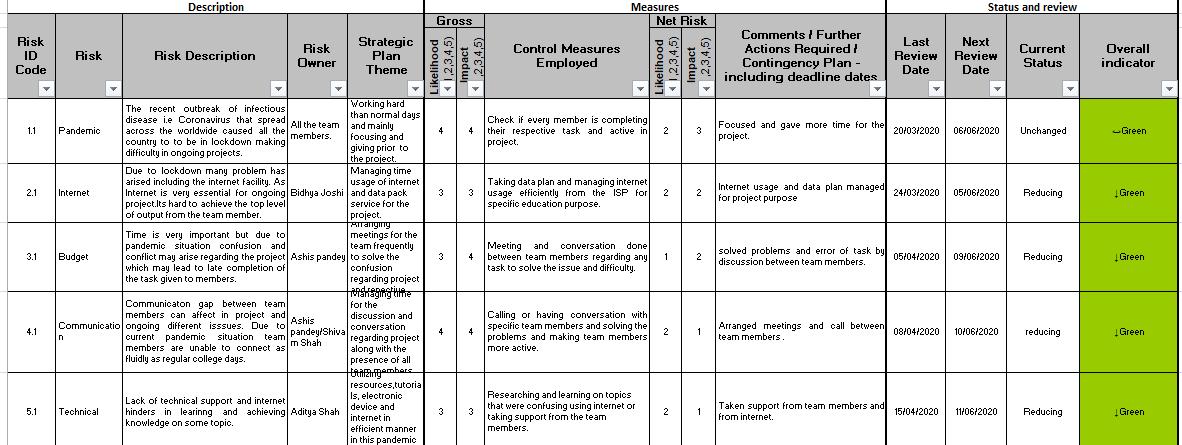 Description
Measures
Status and review
Gross
Net Risk
Risk
ID
Code
Risk
Risk Description
Risk
Owner
Strategic
Plan
Theme
Likelihood
1,2,3,4,5)
Impact
,2,3,4,5)
Control Measures
Employed
Likelihood
1,2,3,4,5)
Impact
,2,3,4,5)
Comments / Further
Actions Required /
Contingency Plan -
including deadline dates
Last
Review
Date
Next
Review
Date
Current
Status
Overall
indicator
1.1
Pandemic
The recent outbreak of infectious
disease i.e Coronavirus that spread
across the worldwide caused all the
country to to be in lockdown making
difficulty in ongoing projects.
All the team
members.
Working hard
than normal days
and mainly
focusing and
giving prior to
the project.
4
4
Check if every member is completing
their respective task and active in
project.
2
3
Focused and gave more time for the
project.
20/03/2020
06/06/2020
Unchanged
Green
2.1
Internet
Due to lockdown many problem has
arised including the internet facility. As
Internet is very essential for ongoing
project.Its hard to achieve the top level
of output from the team member.
Bidhya Joshi
Managing time
usage of internet
and data pack
service for the
project.
3
3
Taking data plan and managing internet
usage efficiently from the ISP for
specific education purpose.
2
2
Internet usage and data plan managed
for project purpose
24/03/2020
05/06/2020
Reducing
↓Green
3.1
Budget
Time is very important but due to
pandemic situation confusion and
conflict may arise regarding the project
which may lead to late completion of
the task given to members.
Ashis pandey
Arranging
meetings for the
team frequently
to solve the
confusion
regarding project
and
3
4
Meeting and conversation done
between team members regarding any
task to solve the issue and difficulty.
1
2
solved problems and error of task by
discussion between team members.
05/04/2020
09/06/2020
Reducing
↓Green
4.1
Communicatio
n
Communicaton gap between team
members can affect in project and
ongoing different isssues. Due to
current pandemic situation team
members are unable to connect as
fluidly as regular college days.
Ashis
pandey/Shiva
m Shah
Managing time
for the
discussion and
conversation
regarding project
along with the
presence of all
team members
4
4
Calling or having conversation with
specific team members and solving the
problems and making team members
more active.
2
1
Arranged meetings and call between
team members .
08/04/2020
10/06/2020
reducing
↓Green
5.1
Technical
Lack of technical support and internet
hinders in learing and achieving
knowledge on some topic.
Aditya Shah
Utilizing
resources,tutoria
ls, electronic
device and
internet in
efficient manner
in this pandemic
3
3
Researching and learning on topics
that were confusing using internet or
taking support from the team
members.
2
1
Taken support from team members and
from internet.
15/04/2020
11/06/2020
Reducing
↓Green